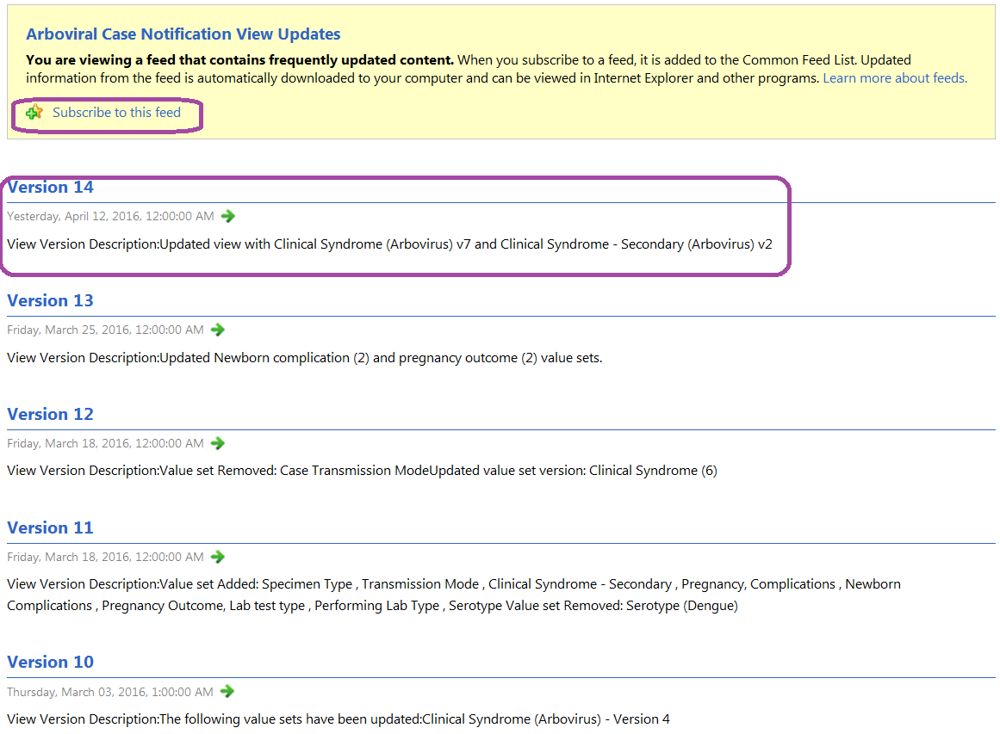 Arboviral Case Notification View Updates
You are viewing a feed that contains frequently updated content. When you subscribe to a feed, it is added to the Common Feed List. Updated
information from the feed is automatically downloaded to your computer and can be viewed in Internet Explorer and other programs. Learn more about feeds.
Subscribe to this feed
Version 14
Yesterday, April 12, 2016, 12:00:00 AM
View Version Description:Updated view with Clinical Syndrome (Arbovirus) v7 and Clinical Syndrome - Secondary (Arbovirus) v2
Version 13
Friday, March 25, 2016, 12:00:00 AM
View Version Description:Updated Newborn complication (2) and pregnancy outcome (2) value sets.
Version 12
Friday, March 18, 2016, 12:00:00 AM
View Version Description:Value set Removed: Case Transmission ModeUpdated value set version: Clinical Syndrome (6)
Version 11
Friday, March 18, 2016, 12:00:00 AM
View Version Description:Value set Added: Specimen Type , Transmission Mode , Clinical Syndrome - Secondary , Pregnancy, Complications , Newborn
Complications , Pregnancy Outcome, Lab test type , Performing Lab Type , Serotype Value set Removed: Serotype (Dengue)
Version 10
Thursday, March 03, 2016, 1:00:00 AM
View Version Description:The following value sets have been updated:Clinical Syndrome (Arbovirus) - Version 4